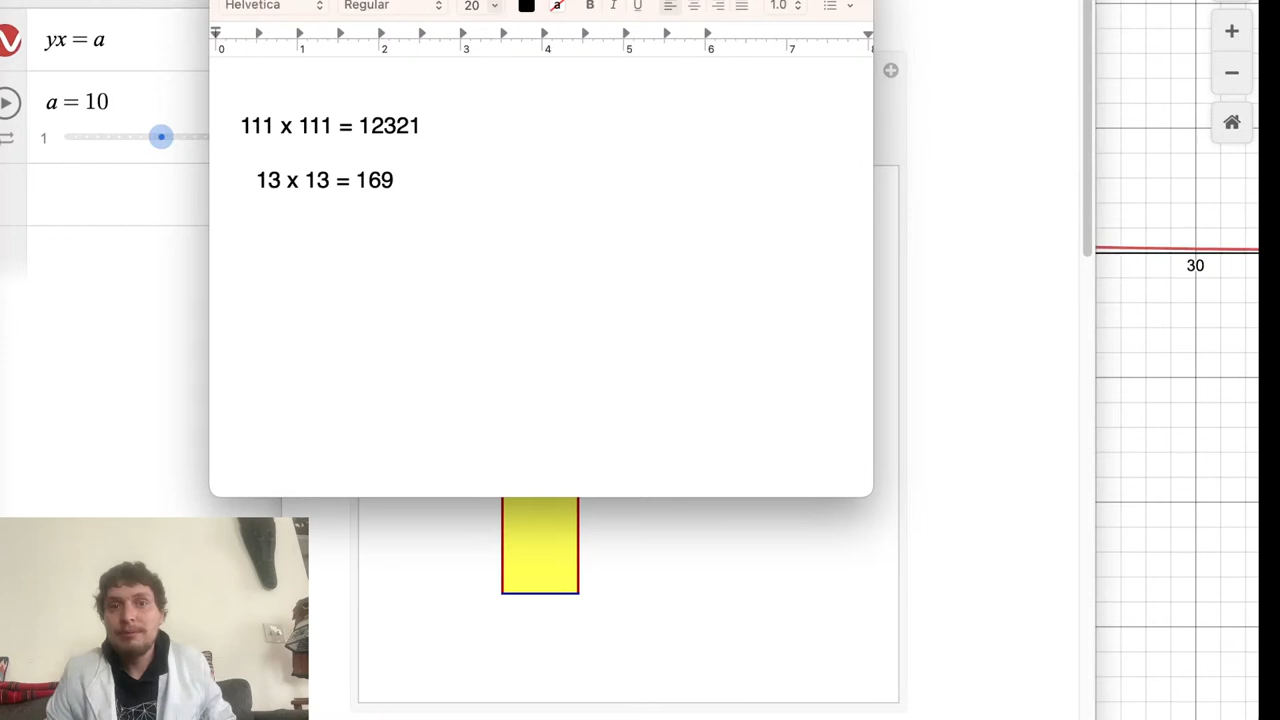 Helvetica Regular 20 a B I U 1.0
0 1 2 3 4 5 6 7 8
yx = a
a = 10
1
111 x 111 = 12321
13 x 13 = 169
30